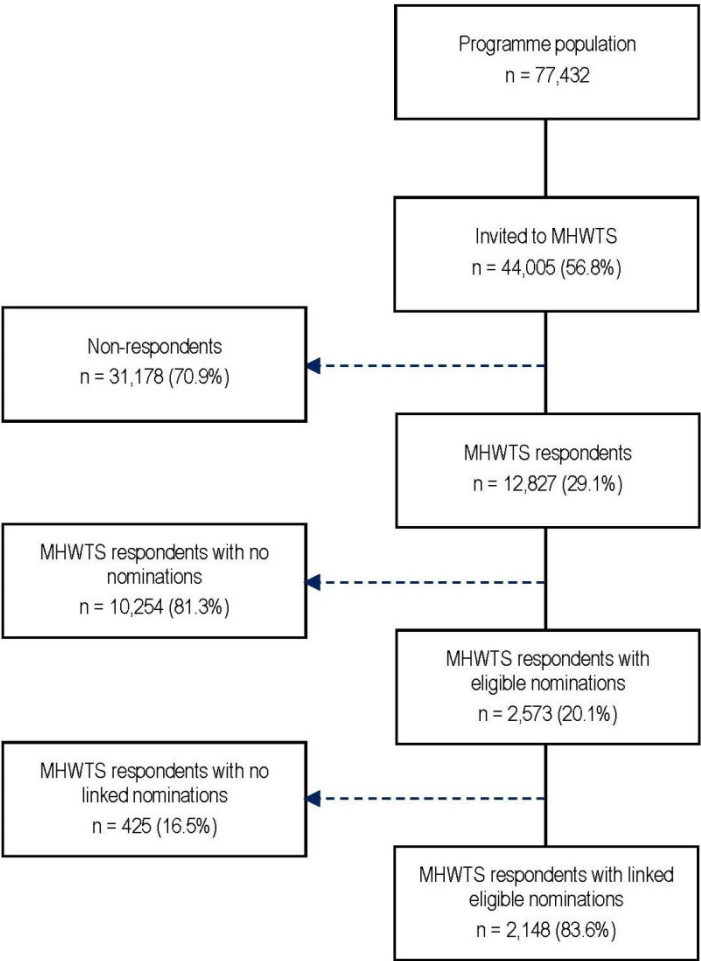 Programme population
n = 77,432
Invited to MHWTS
n = 44,005 (56.8%)
Non-respondents
n = 31,178 (70.9%)
MHWTS respondents
n = 12,827 (29.1%)
MHWTS respondents with no
nominations
n = 10,254 (81.3%)
MHWTS respondents with
eligible nominations
n = 2,573 (20.1%)
MHWTS respondents with no
linked nominations
n = 425 (16.5%)
MHWTS respondents with linked
eligible nominations
n = 2,148 (83.6%)